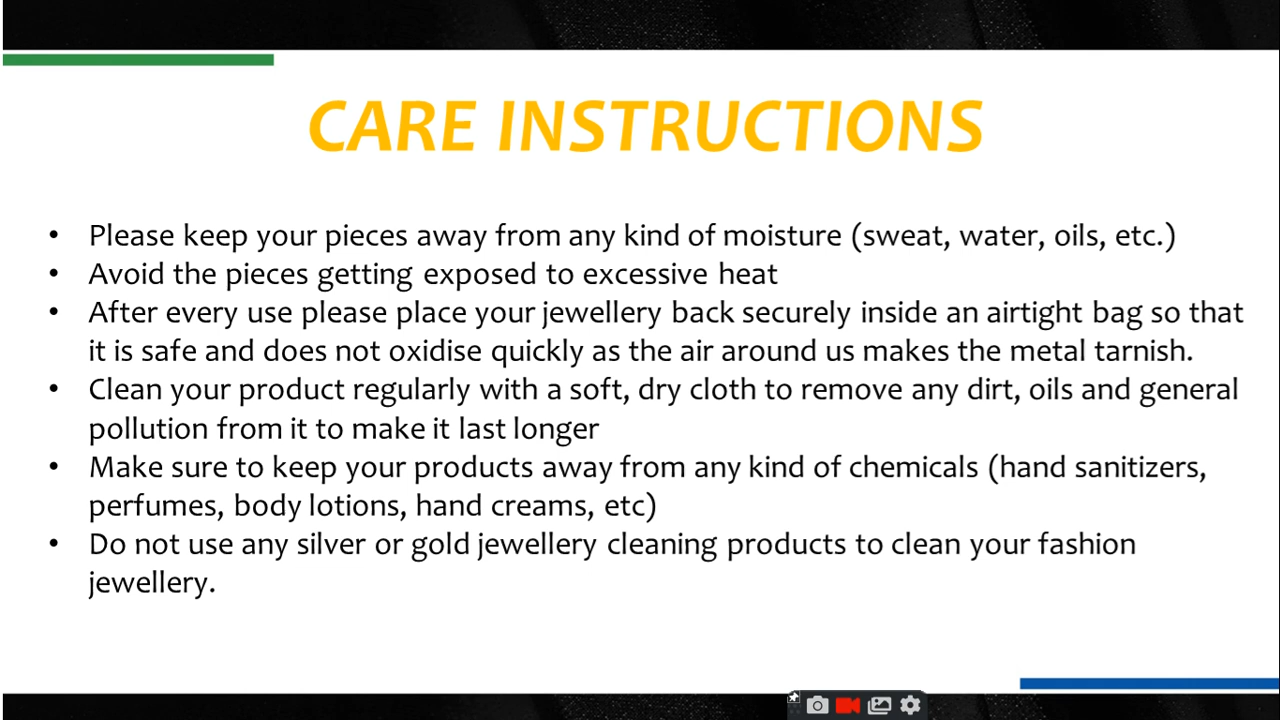 CARE INSTRUCTIONS
• Please keep your pieces away from any kind of moisture (sweat, water, oils, etc.)
• Avoid the pieces getting exposed to excessive heat
• After every use please place your jewellery back securely inside an airtight bag so that
it is safe and does not oxidise quickly as the air around us makes the metal tarnish.
• Clean your product regularly with a soft, dry cloth to remove any dirt, oils and general
pollution from it to make it last longer
• Make sure to keep your products away from any kind of chemicals (hand sanitizers,
perfumes, body lotions, hand creams, etc)
• Do not use any silver or gold jewellery cleaning products to clean your fashion
jewellery.